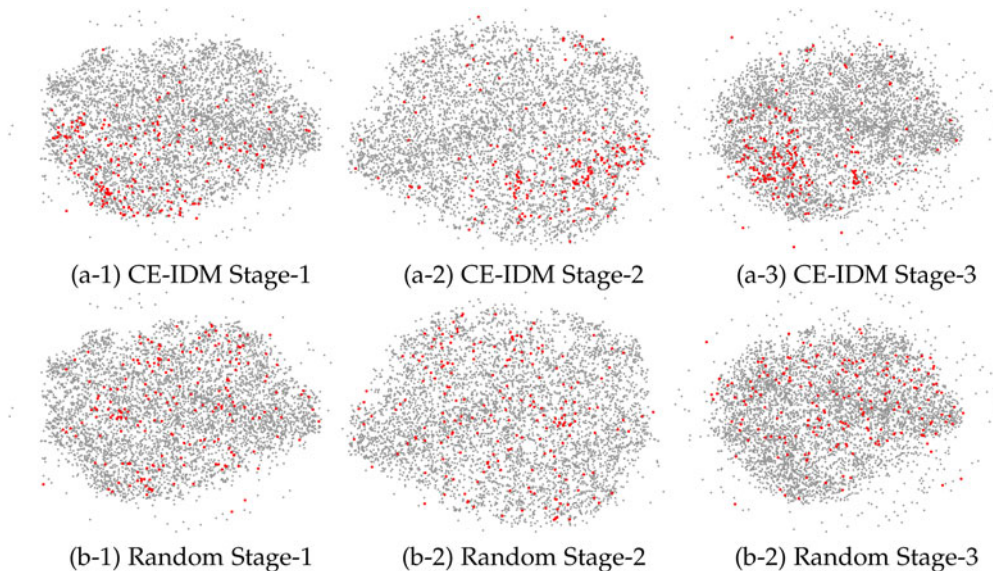 (a-1) CE-IDM Stage-1
(a-2) CE-IDM Stage-2
(a-3) CE-IDM Stage-3
(b-1) Random Stage-1
(b-2) Random Stage-2
(b-2) Random Stage-3